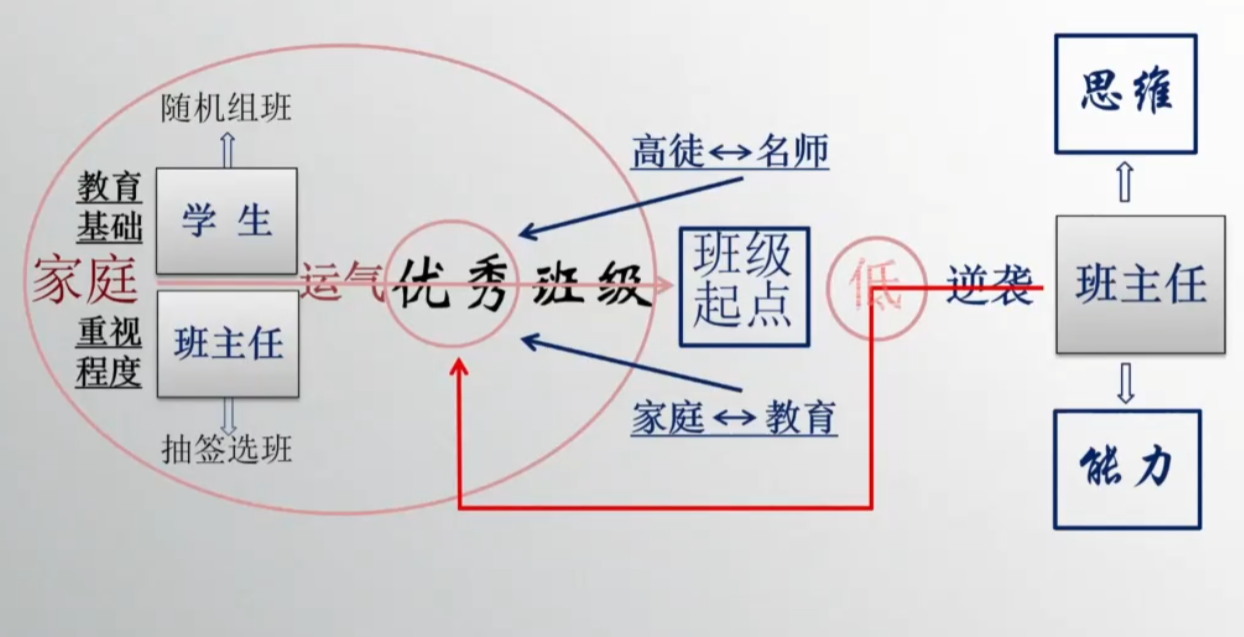 随机组班
教育
基础
学 生
家庭
重视
程度
班主任
抽签选班
运气
优秀班级
高徒↔名师
家庭↔教育
班级
起点
低
逆袭
思维
班主任
能力